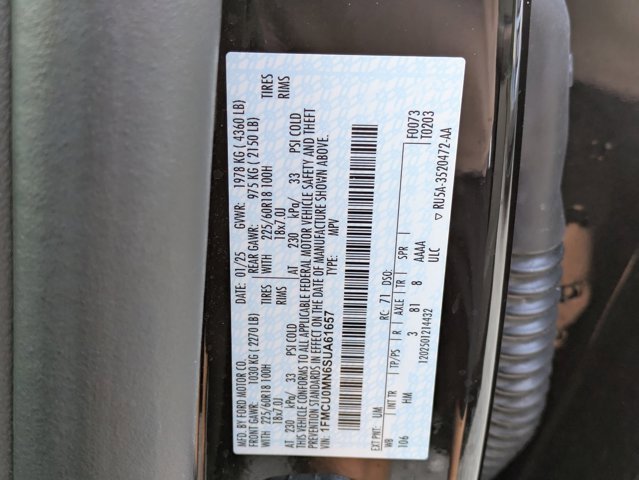 MFD. BY FORD MOTOR CO. DATE: 01/25 GVWR: 1978 KG ( 4360 LB)
FRONT GAWR: 1030 KG ( 2270 LB) REAR GAWR: 975 KG ( 2150 LB)
WITH 225/60R18 100H TIRES WITH 225/60R18 100H TIRES
18x7.0J RIMS 18x7.0J RIMS
AT 230 kPa/ 33 PSI COLD AT 230 kPa/ 33 PSI COLD
THIS VEHICLE CONFORMS TO ALL APPLICABLE FEDERAL MOTOR VEHICLE SAFETY AND THEFT
PREVENTION STANDARDS IN EFFECT ON THE DATE OF MANUFACTURE SHOWN ABOVE.
VIN: 1FMCU0MN6SUA61657 TYPE: MPV
F0073
T0203
EXT PNT: UM RC: 71 DSO:
WB INT TR TP/PS R AXLE TR SPR
106 HM 3 81 8 AAAA
ULC
120250121443​2 ▽ RU5A-3520472-AA